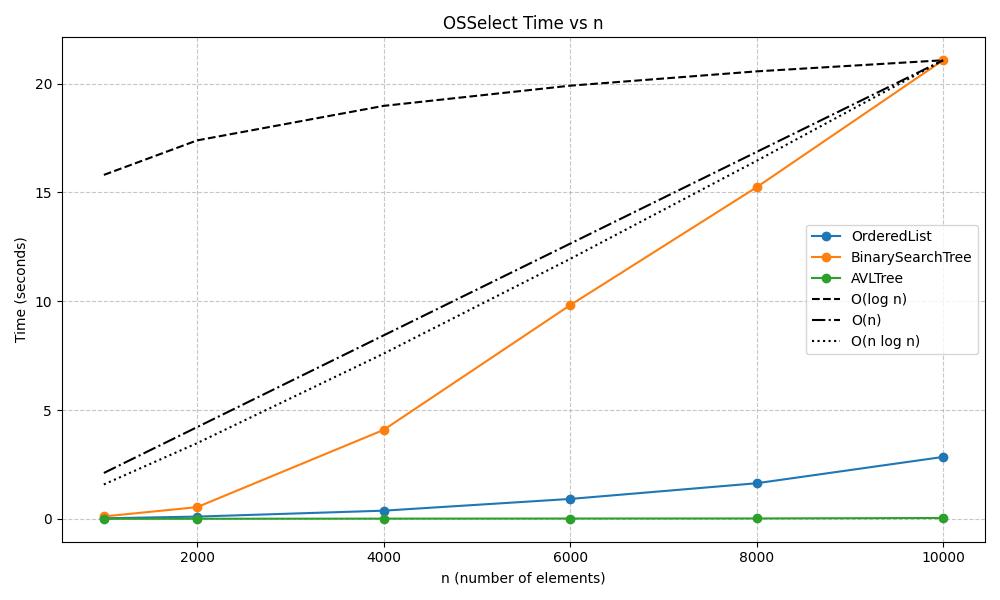 OSSelect Time vs n
Time (seconds)
20
15
10
5
0
2000
4000
6000
8000
10000
n (number of elements)
OrderedList
BinarySearchTree
AVLTree
O(log n)
O(n)
O(n log n)